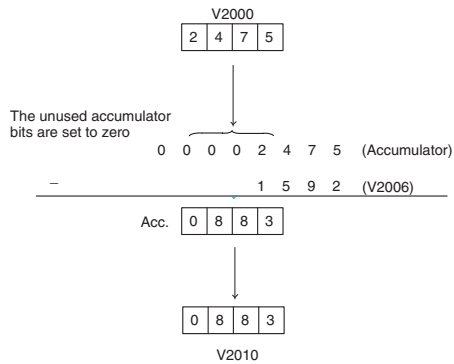 V2000
2 4 7 5
The unused accumulator
bits are set to zero
0 0 0 0 2 4 7 5 (Accumulator)
– 1 5 9 2 (V2006)
Acc. 0 8 8 3
0 8 8 3
V2010